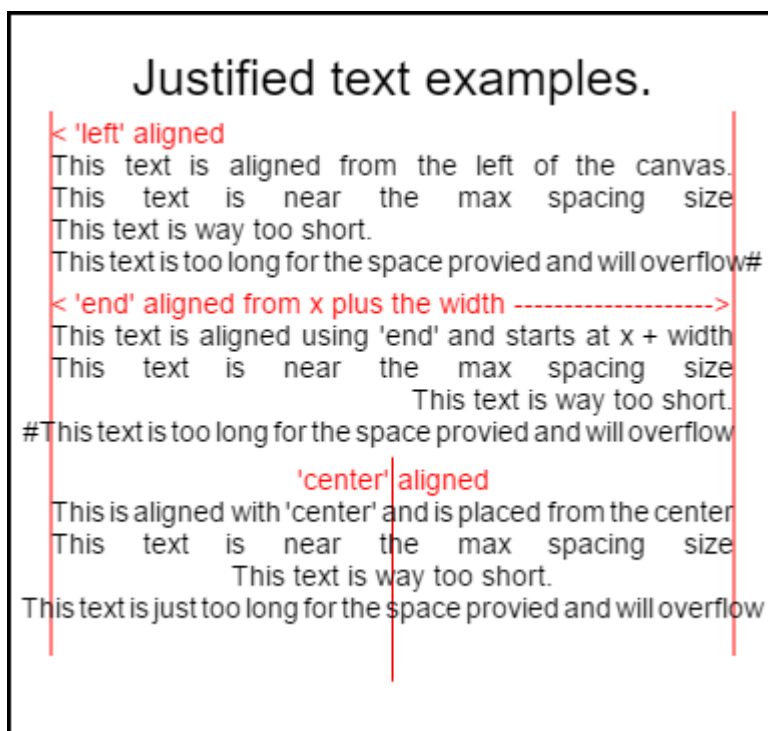 Justified text examples.
< 'left' aligned
This text is aligned from the left of the canvas.
This text is near the max spacing size
This text is way too short.
This text is too long for the space provied and will overflow#
< 'end' aligned from x plus the width -------------------->
This text is aligned using 'end' and starts at x + width
This text is near the max spacing size
This text is way too short.
#This text is too long for the space provied and will overflow
'center' aligned
This is aligned with 'center' and is placed from the center
This text is near the max spacing size
This text is way too short.
This text is just too long for the space provied and will overflow